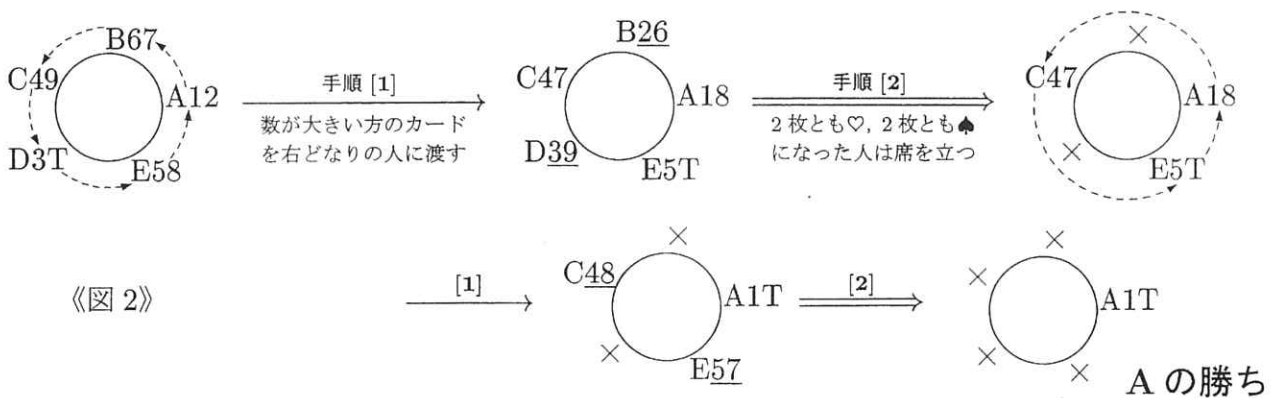 B67
C49
A12
D3T
E58
手順 [1]
数が大きい方のカード
を右どなりの人に渡す
B26
C47
A18
D39
E5T
手順 [2]
2枚とも♡, 2枚とも♠
になった人は席を立つ
×
C47
A18
×
E5T
《図2》
[1]
×
C48
A1T
×
E57
[2]
×
×
A1T
×
×
A の勝ち